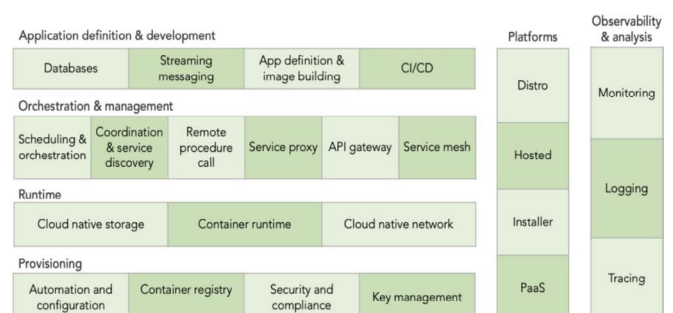 Application definition & development
Databases
Streaming
messaging
App definition &
image building
CI/CD
Orchestration & management
Scheduling &
orchestration
Coordination
& service
discovery
Remote
procedure
call
Service proxy
API gateway
Service mesh
Runtime
Cloud native storage
Container runtime
Cloud native network
Provisioning
Automation and
configuration
Container registry
Security and
compliance
Key management
Platforms
Distro
Hosted
Installer
PaaS
Observability
& analysis
Monitoring
Logging
Tracing